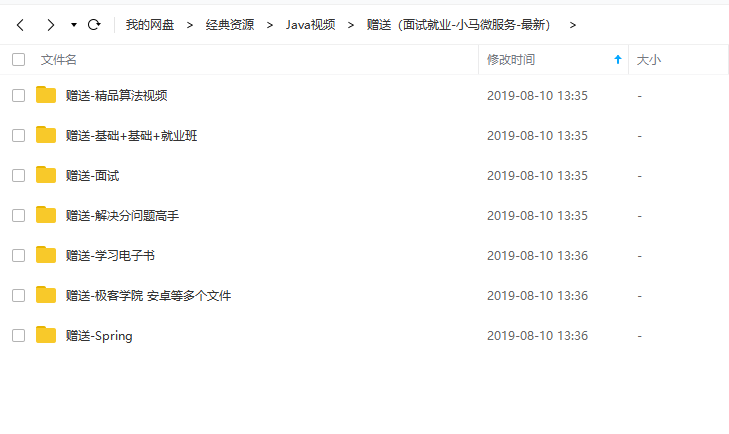 我的网盘 > 经典资源 > Java视频 > 赠送（面试就业-小马微服务-最新） >
文件名 修改时间 大小
赠送-精品算法视频 2019-08-10 13:35 -
赠送-基础+基础+就业班 2019-08-10 13:35 -
赠送-面试 2019-08-10 13:35 -
赠送-解决分问题高手 2019-08-10 13:35 -
赠送-学习电子书 2019-08-10 13:36 -
赠送-极客学院 安卓等多个文件 2019-08-10 13:36 -
赠送-Spring 2019-08-10 13:36 -